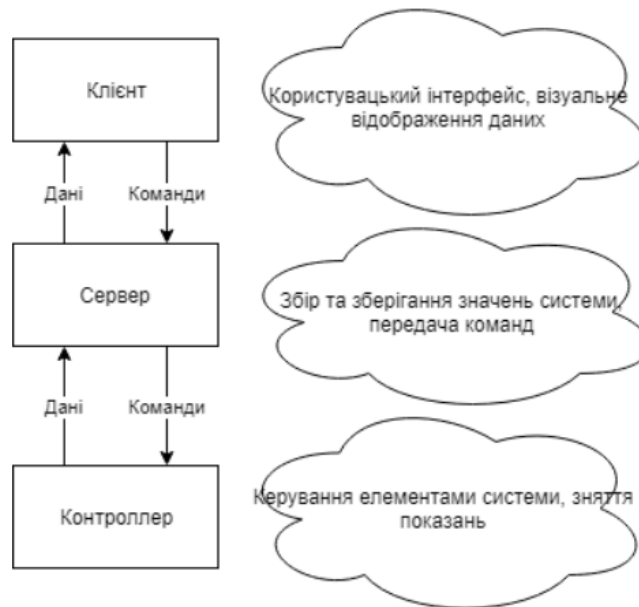 Клієнт
Користувацький інтерфейс, візуальне
відображення даних
Дані
Команди
Сервер
Збір та зберігання значень системи,
передача команд
Дані
Команди
Контроллер
Керування елементами системи, зняття
показань